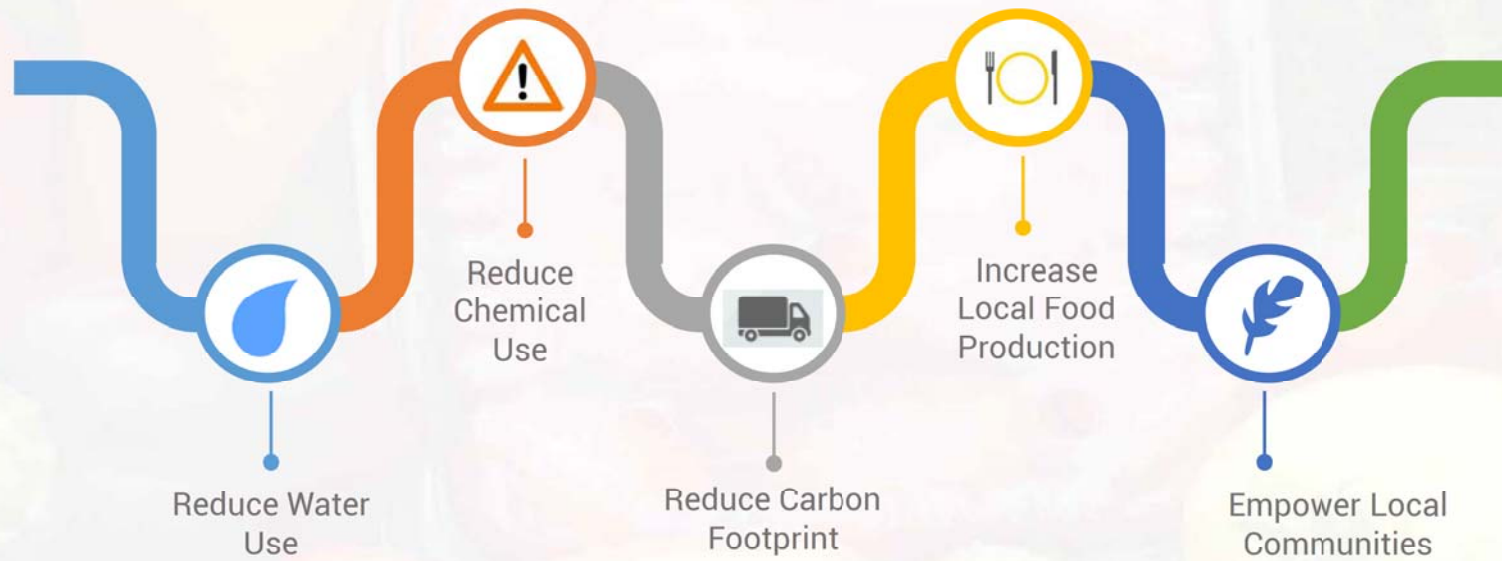 Reduce Water
Use
Reduce
Chemical
Use
Reduce Carbon
Footprint
Increase
Local Food
Production
Empower Local
Communities